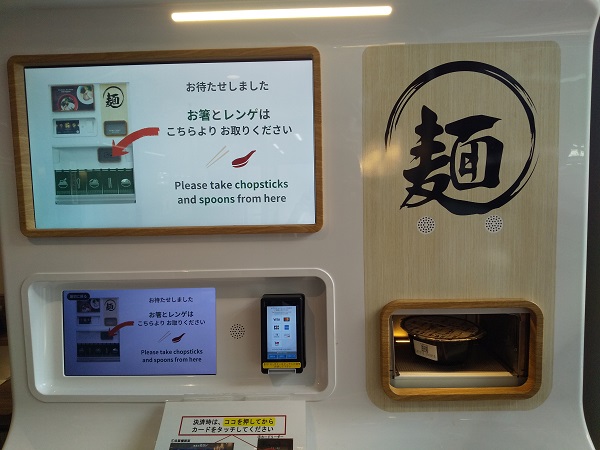 お待たせしました
お箸とレンゲは
こちらより お取りください
Please take chopsticks
and spoons from here
麺
麺
お待たせしました
お箸とレンゲは
こちらより お取りください
Please take chopsticks
and spoons from here
VISA
決済時は、ココを押してから
カードをタッチしてください